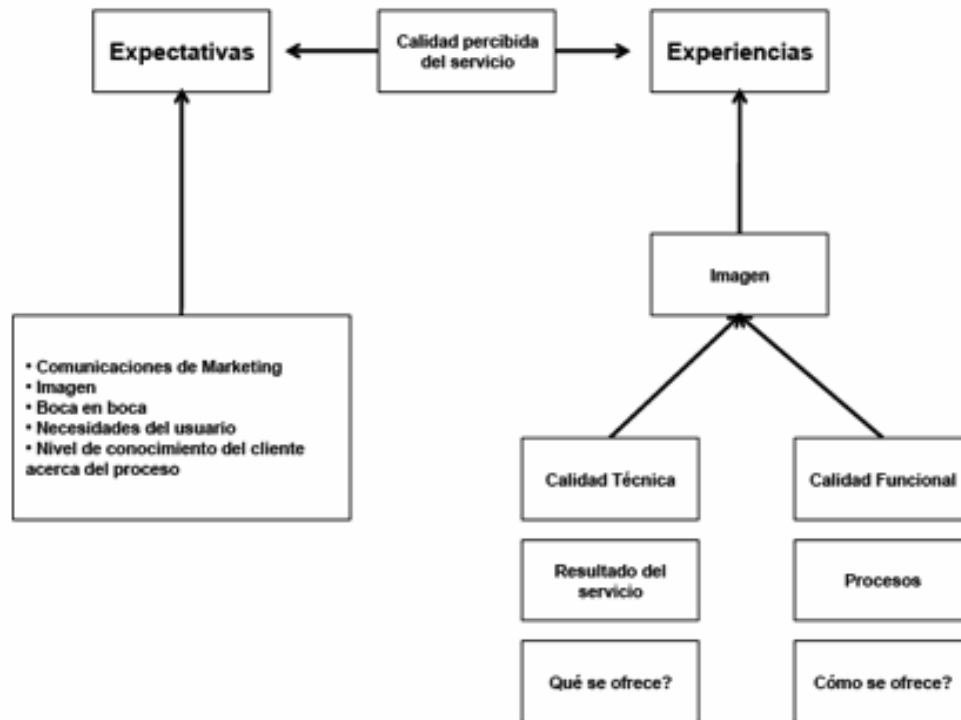 Expectativas
Calidad percibida
del servicio
Experiencias
Imagen
• Comunicaciones de Marketing
• Imagen
• Boca en boca
• Necesidades del usuario
• Nivel de conocimiento del cliente
acerca del proceso
Calidad Técnica
Calidad Funcional
Resultado del
servicio
Procesos
Qué se ofrece?
Cómo se ofrece?